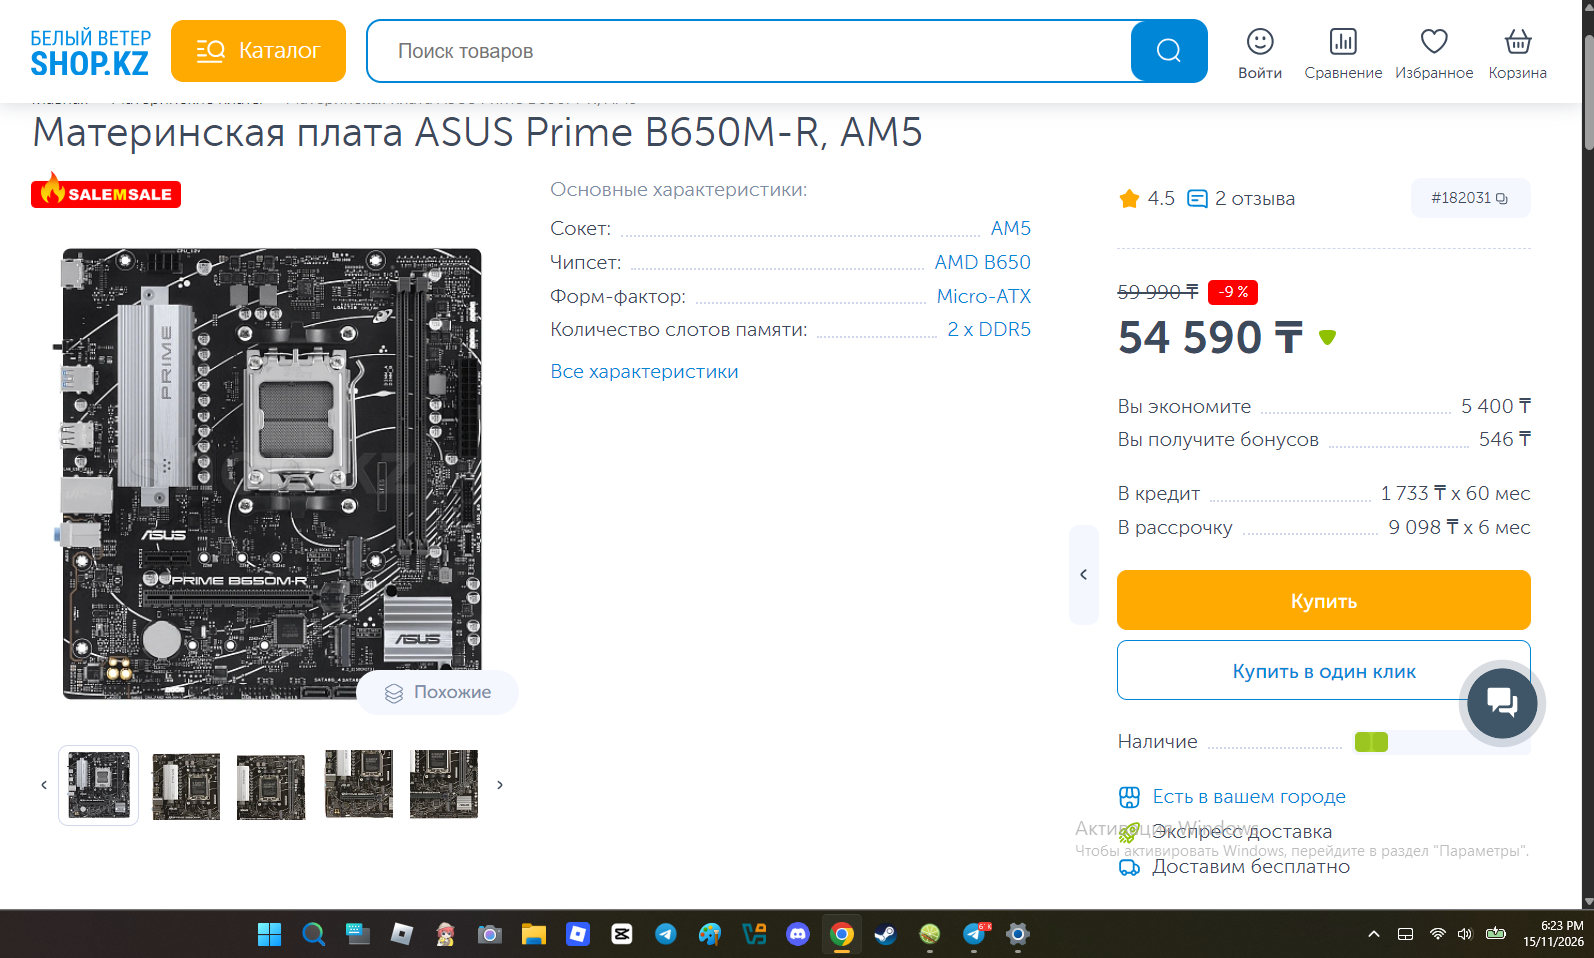 БЕЛЫЙ ВЕТЕР
SHOP.KZ
Каталог
Поиск товаров
Войти
Сравнение
Избранное
Корзина
Материнская плата ASUS Prime B650M-R, AM5
SALEMSALE
Основные характеристики:
Сокет: AM5
Чипсет: AMD B650
Форм-фактор: Micro-ATX
Количество слотов памяти: 2 x DDR5
Все характеристики
PRIME
SHOP.KZ
ASUS
PRIME B650M-R
ASUS
Похожие
4.5
2 отзыва
#182031
59 990 ₸
-9 %
54 590 ₸
Вы экономите 5 400 ₸
Вы получите бонусов 546 ₸
В кредит 1 733 ₸ x 60 мес
В рассрочку 9 098 ₸ x 6 мес
Купить
Купить в один клик
Наличие
Есть в вашем городе
Активация Windows
Экспресс доставка
Чтобы активировать Windows, перейдите в раздел "Параметры".
Доставим бесплатно
6:23 PM
15/11/2026